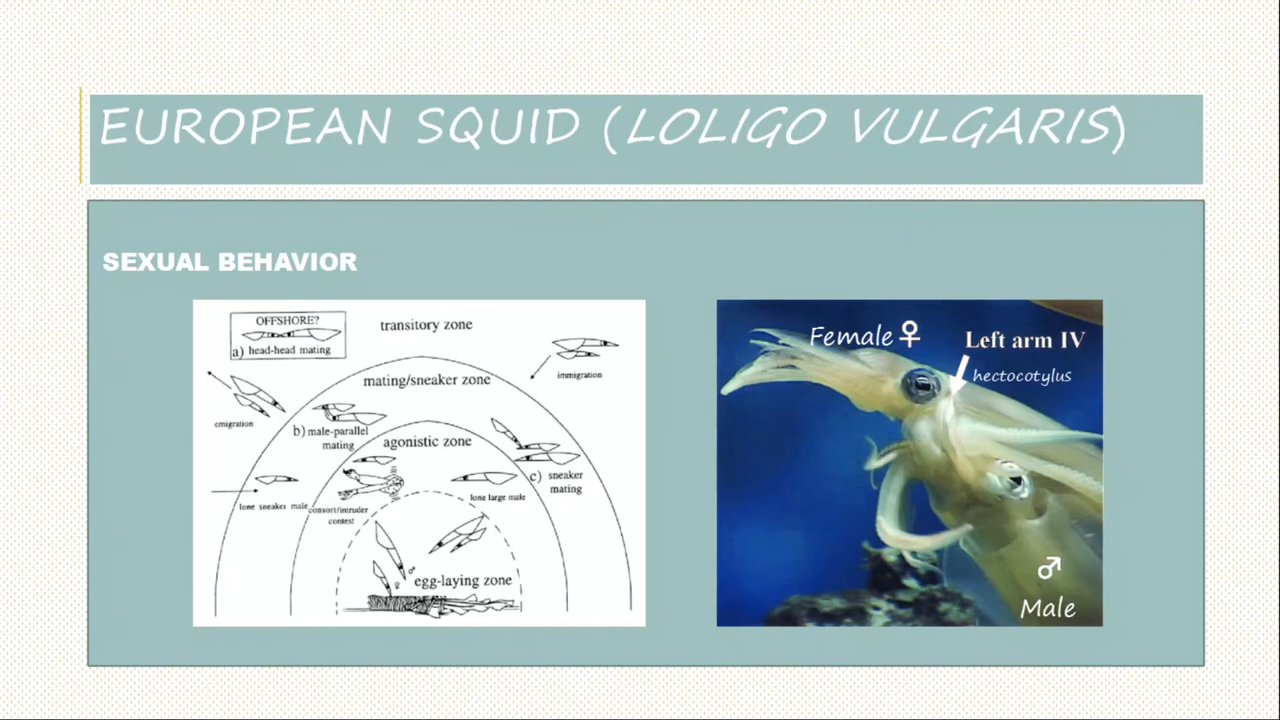 EUROPEAN SQUID (LOLIGO VULGARIS)
SEXUAL BEHAVIOR
OFFSHORE?
a) head-head mating
transitory zone
immigration
mating/sneaker zone
emigration
b) male-parallel
mating
agonistic zone
c) sneaker
mating
lone sneaker male
consort/intruder
contest
lone large male
♂
♀
egg-laying zone
Female ♀
Left arm IV
hectocotylus
♂
Male